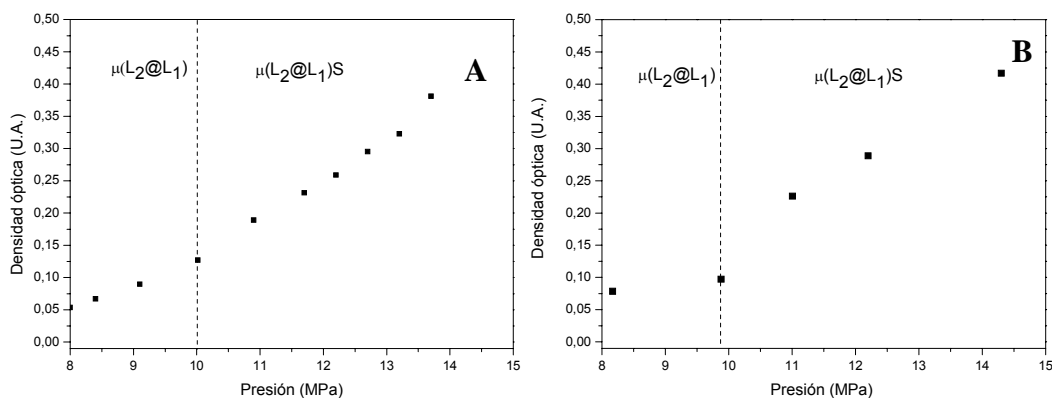 0,50
0,45
0,40
0,35
0,30
0,25
0,20
0,15
0,10
0,05
0,00
Densidad óptica (U.A.)
μ(L2@L1)
μ(L2@L1)S
A
8 9 10 11 12 13 14 15
Presión (MPa)
0,50
0,45
0,40
0,35
0,30
0,25
0,20
0,15
0,10
0,05
0,00
Densidad óptica (U.A.)
μ(L2@L1)
μ(L2@L1)S
B
8 9 10 11 12 13 14 15
Presión (MPa)